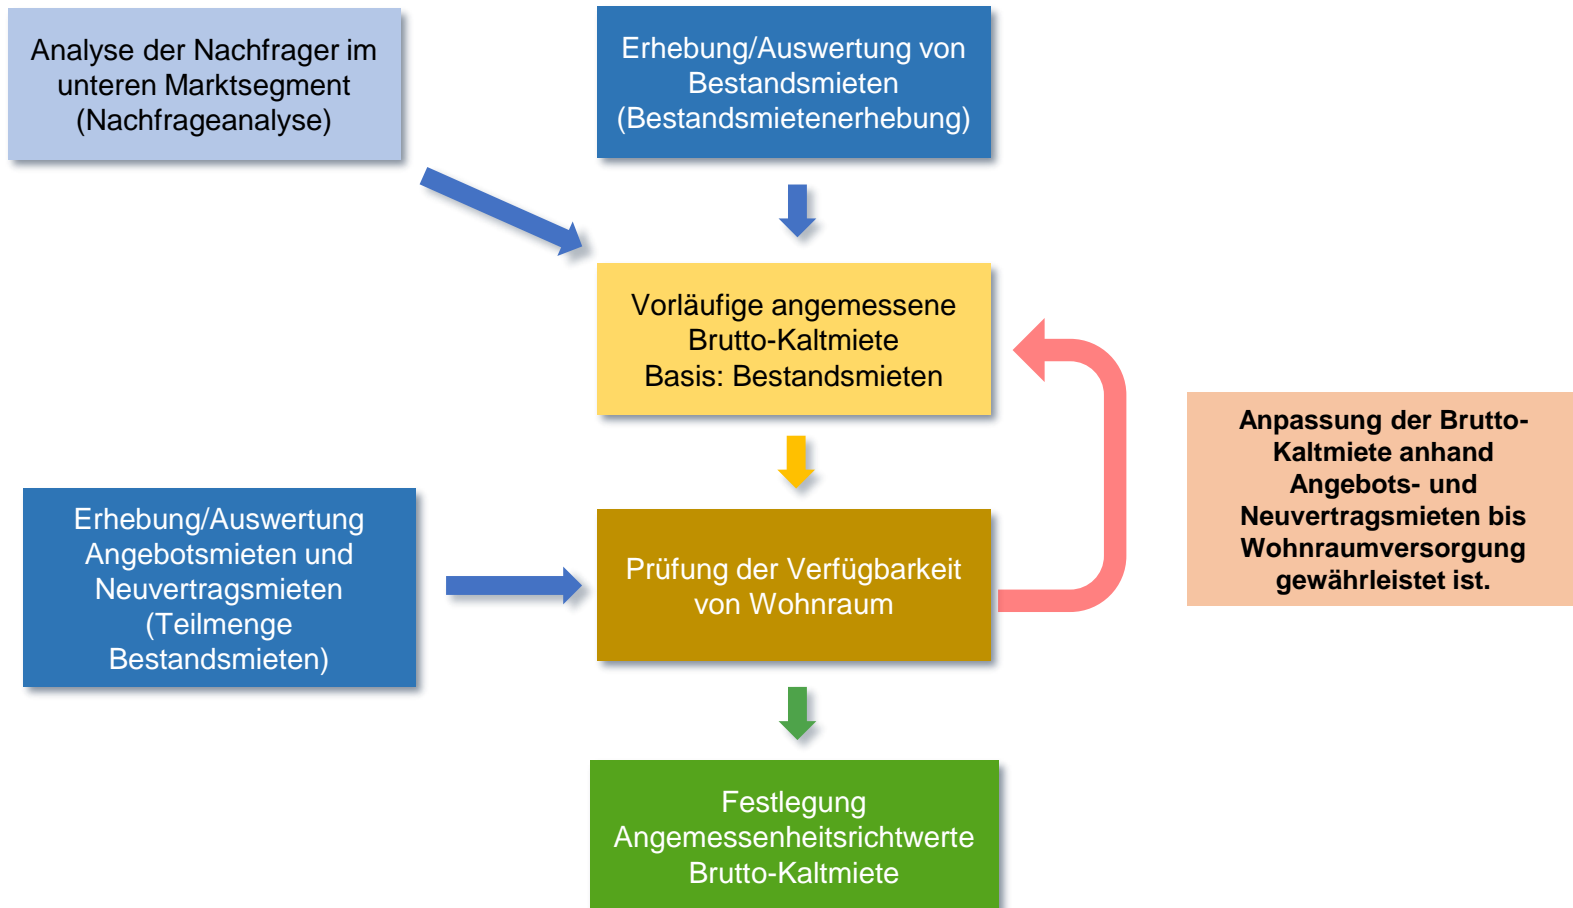 Analyse der Nachfrager im
unteren Marktsegment
(Nachfrageanalyse)
Erhebung/Auswertung von
Bestandsmieten
(Bestandsmietenerhebung)
Vorläufige angemessene
Brutto-Kaltmiete
Basis: Bestandsmieten
Anpassung der Brutto-
Kaltmiete anhand
Angebots- und
Neuvertragsmieten bis
Wohnraumversorgung
gewährleistet ist.
Erhebung/Auswertung
Angebotsmieten und
Neuvertragsmieten
(Teilmenge
Bestandsmieten)
Prüfung der Verfügbarkeit
von Wohnraum
Festlegung
Angemessenheitsrichtwerte
Brutto-Kaltmiete